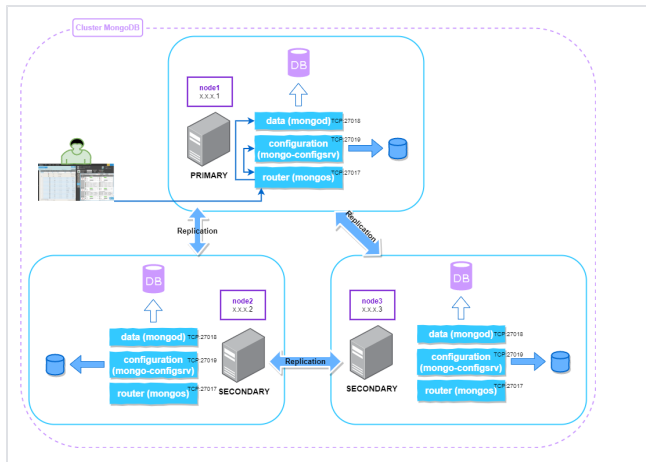 Cluster MongoDB
DB
node1
x.x.x.1
data (mongod)
TCP:27018
configuration
(mongo-configsrv)
TCP:27019
router (mongos)
TCP:27017
PRIMARY
Replication
Replication
DB
node2
x.x.x.2
data (mongod)
TCP:27018
configuration
(mongo-configsrv)
TCP:27019
router (mongos)
TCP:27017
SECONDARY
Replication
DB
node3
x.x.x.3
data (mongod)
TCP:27018
configuration
(mongo-configsrv)
TCP:27019
router (mongos)
TCP:27017
SECONDARY